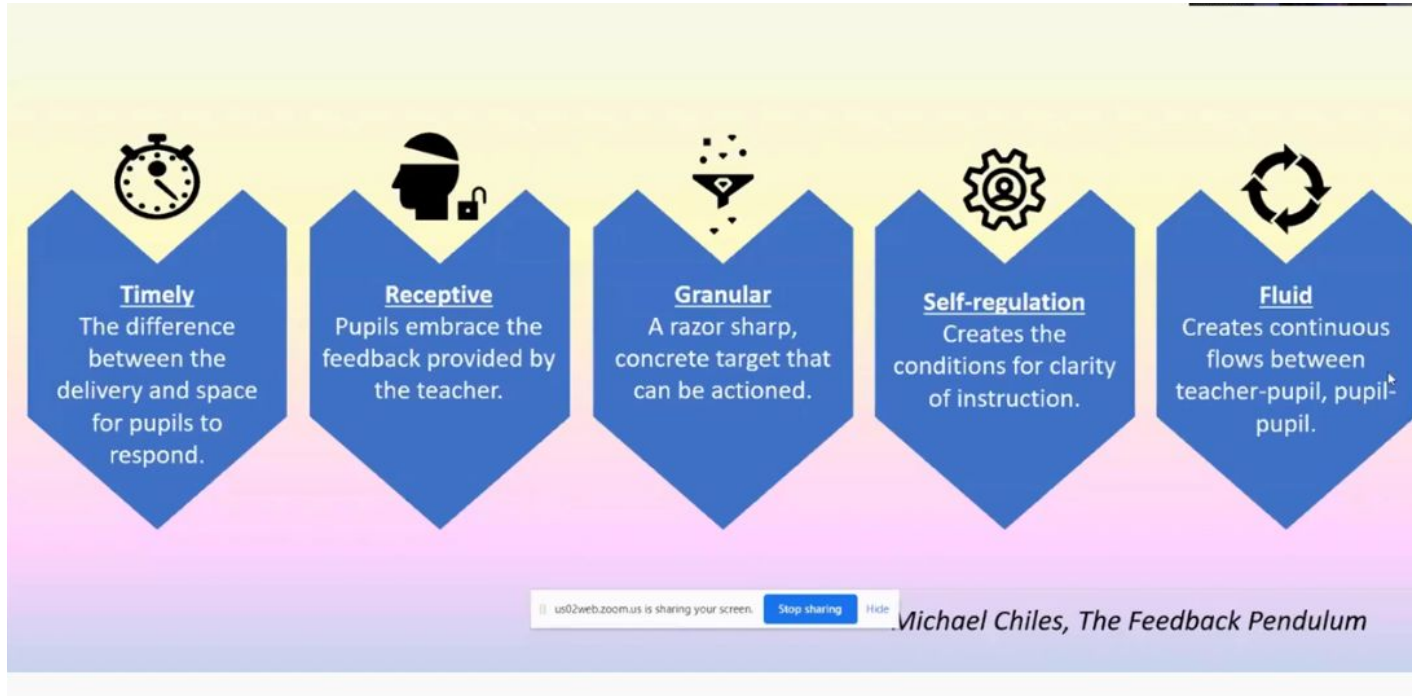 Timely
The difference
between the
delivery and space
for pupils to
respond.
Receptive
Pupils embrace the
feedback provided by
the teacher.
Granular
A razor sharp,
concrete target that
can be actioned.
Self-regulation
Creates the
conditions for clarity
of instruction.
Fluid
Creates continuous
flows between
teacher-pupil, pupil-
pupil.
us02web.zoom.us is sharing your screen. Stop sharing Hide
Michael Chiles, The Feedback Pendulum